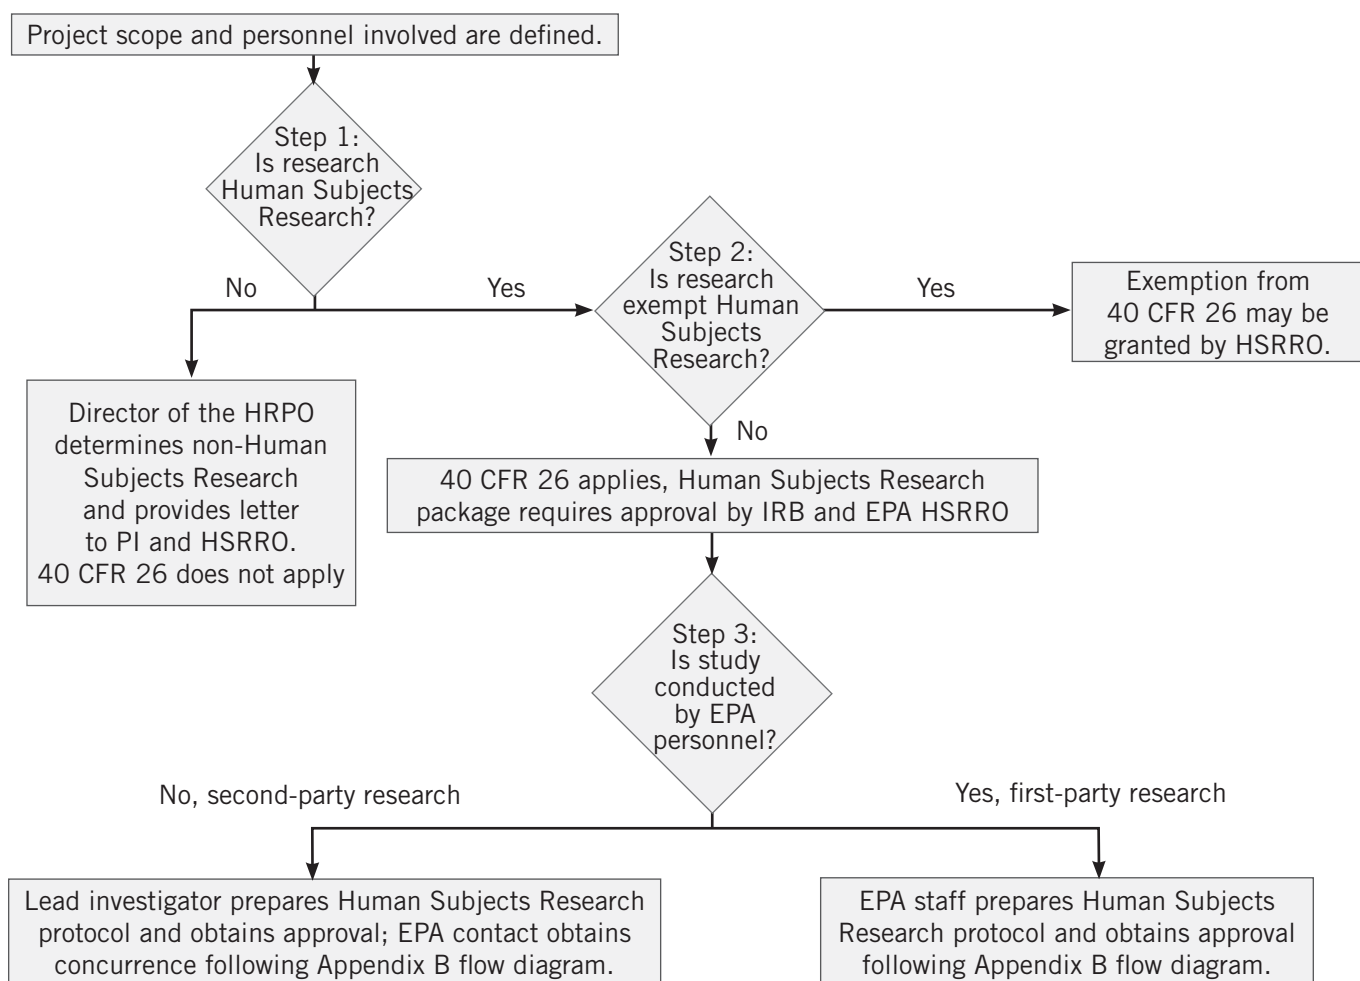 Project scope and personnel involved are defined.
Step 1:
Is research
Human Subjects
Research?
No
Yes
Step 2:
Is research
exempt Human
Subjects
Research?
Yes
Exemption from
40 CFR 26 may be
granted by HSRRO.
Director of the HRPO
determines non-Human
Subjects Research
and provides letter
to PI and HSRRO.
40 CFR 26 does not apply
No
40 CFR 26 applies, Human Subjects Research
package requires approval by IRB and EPA HSRRO
Step 3:
Is study
conducted
by EPA
personnel?
No, second-party research
Yes, first-party research
Lead investigator prepares Human Subjects Research
protocol and obtains approval; EPA contact obtains
concurrence following Appendix B flow diagram.
EPA staff prepares Human Subjects
Research protocol and obtains approval
following Appendix B flow diagram.